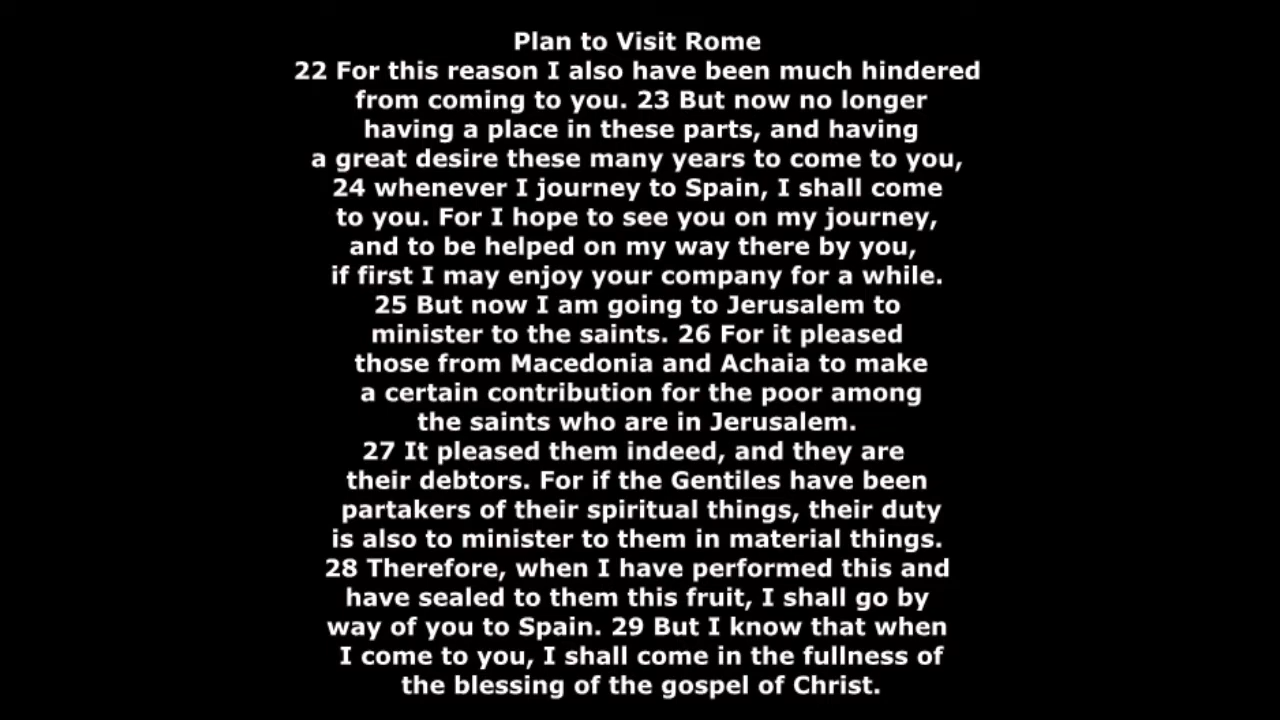 Plan to Visit Rome
22 For this reason I also have been much hindered
from coming to you. 23 But now no longer
having a place in these parts, and having
a great desire these many years to come to you,
24 whenever I journey to Spain, I shall come
to you. For I hope to see you on my journey,
and to be helped on my way there by you,
if first I may enjoy your company for a while.
25 But now I am going to Jerusalem to
minister to the saints. 26 For it pleased
those from Macedonia and Achaia to make
a certain contribution for the poor among
the saints who are in Jerusalem.
27 It pleased them indeed, and they are
their debtors. For if the Gentiles have been
partakers of their spiritual things, their duty
is also to minister to them in material things.
28 Therefore, when I have performed this and
have sealed to them this fruit, I shall go by
way of you to Spain. 29 But I know that when
I come to you, I shall come in the fullness of
the blessing of the gospel of Christ.